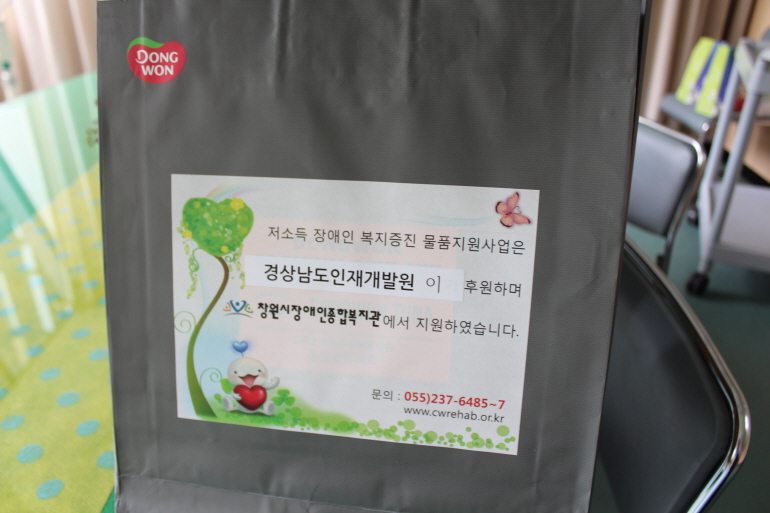 DONG
WON
저소득 장애인 복지증진 물품지원사업은
경상남도인재개발원 이 후원하며
창원시장애인종합복지관에서 지원하였습니다.
문의 : 055)237-6485~7
www.cwrehab.or.kr